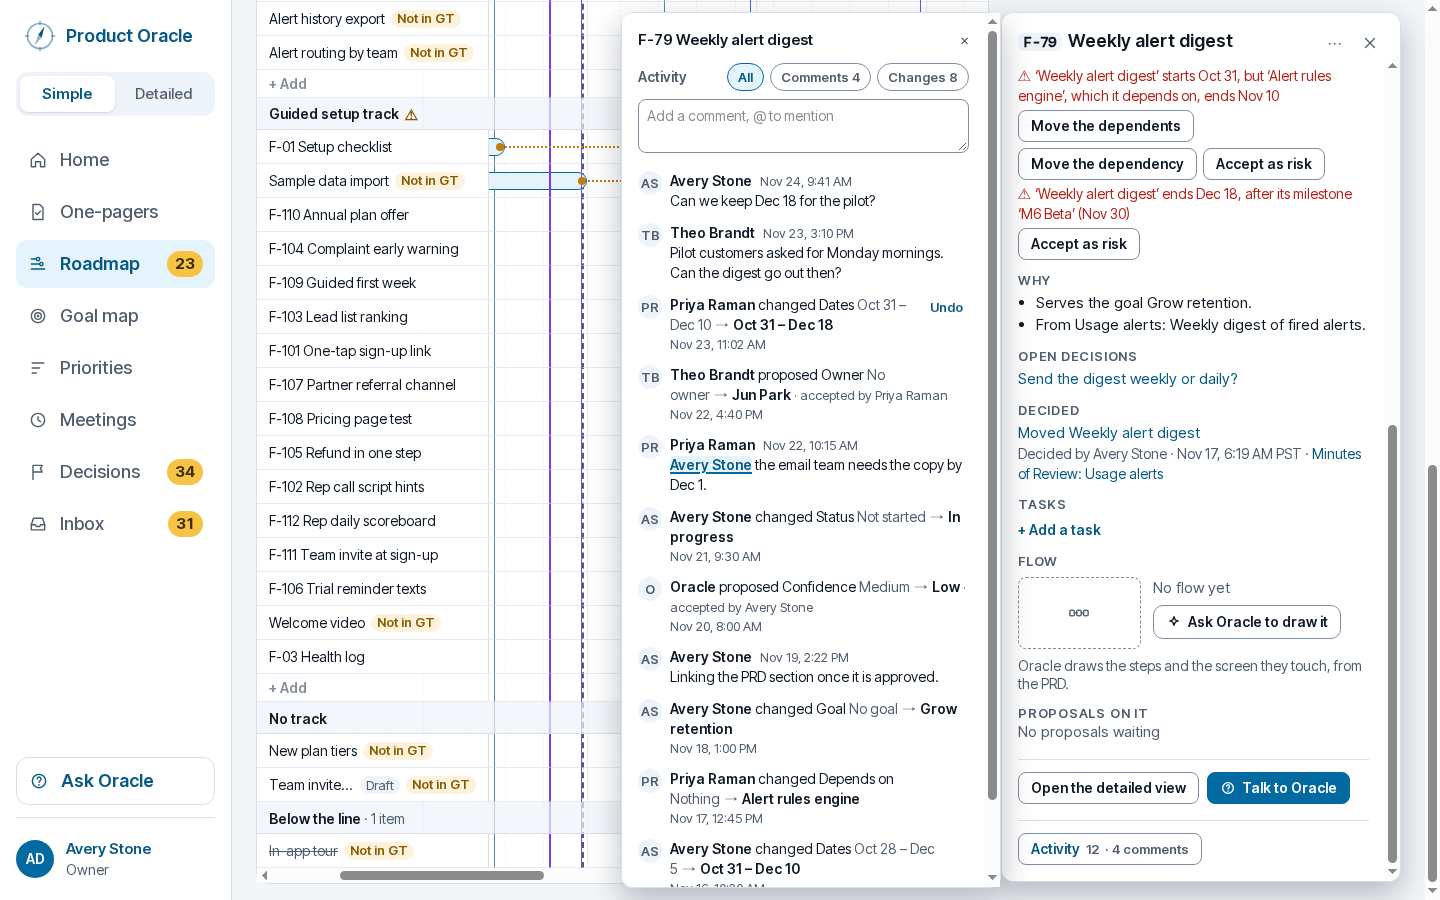 Product Oracle
Simple
Detailed
Home
One-pagers
Roadmap 23
Goal map
Priorities
Meetings
Decisions 34
Inbox 31
Ask Oracle
AD
Avery Stone
Owner
Alert history export Not in GT
Alert routing by team Not in GT
+ Add
Guided setup track ⚠
F-01 Setup checklist
Sample data import Not in GT
F-110 Annual plan offer
F-104 Complaint early warning
F-109 Guided first week
F-103 Lead list ranking
F-101 One-tap sign-up link
F-107 Partner referral channel
F-108 Pricing page test
F-105 Refund in one step
F-102 Rep call script hints
F-112 Rep daily scoreboard
F-111 Team invite at sign-up
F-106 Trial reminder texts
Welcome video Not in GT
F-03 Health log
+ Add
No track
New plan tiers Not in GT
Team invite... Draft Not in GT
Below the line · 1 item
In-app tour Not in GT
F-79 Weekly alert digest ×
Activity All Comments 4 Changes 8
Add a comment, @ to mention
AS Avery Stone Nov 24, 9:41 AM
Can we keep Dec 18 for the pilot?
TB Theo Brandt Nov 23, 3:10 PM
Pilot customers asked for Monday mornings.
Can the digest go out then?
PR Priya Raman changed Dates Oct 31 – Undo
Dec 10 → Oct 31 – Dec 18
Nov 23, 11:02 AM
TB Theo Brandt proposed Owner No
owner → Jun Park · accepted by Priya Raman
Nov 22, 4:40 PM
PR Priya Raman Nov 22, 10:15 AM
Avery Stone the email team needs the copy by
Dec 1.
AS Avery Stone changed Status Not started → In
progress
Nov 21, 9:30 AM
O Oracle proposed Confidence Medium → Low ·
accepted by Avery Stone
Nov 20, 8:00 AM
AS Avery Stone Nov 19, 2:22 PM
Linking the PRD section once it is approved.
AS Avery Stone changed Goal No goal → Grow
retention
Nov 18, 1:00 PM
PR Priya Raman changed Depends on
Nothing → Alert rules engine
Nov 17, 12:45 PM
AS Avery Stone changed Dates Oct 28 – Dec
5 → Oct 31 – Dec 10
F-79 Weekly alert digest ...
⚠ ‘Weekly alert digest’ starts Oct 31, but ‘Alert rules
engine’, which it depends on, ends Nov 10
Move the dependents
Move the dependency Accept as risk
⚠ ‘Weekly alert digest’ ends Dec 18, after its milestone
‘M6 Beta’ (Nov 30)
Accept as risk
WHY
• Serves the goal Grow retention.
• From Usage alerts: Weekly digest of fired alerts.
OPEN DECISIONS
Send the digest weekly or daily?
DECIDED
Moved Weekly alert digest
Decided by Avery Stone · Nov 17, 6:19 AM PST · Minutes
of Review: Usage alerts
TASKS
+ Add a task
FLOW
No flow yet
Ask Oracle to draw it
Oracle draws the steps and the screen they touch, from
the PRD.
PROPOSALS ON IT
No proposals waiting
Open the detailed view Talk to Oracle
Activity 12 · 4 comments